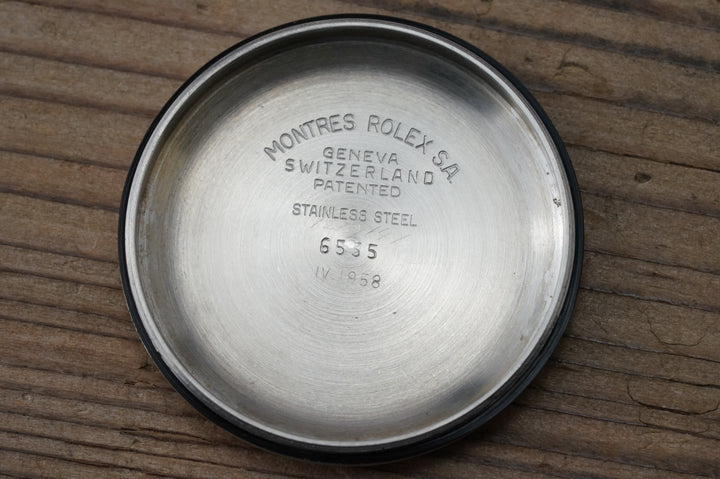 MONTRES ROLEX S.A.
GENEVA
SWITZERLAND
PATENTED
STAINLESS STEEL
6535
IV. 1958